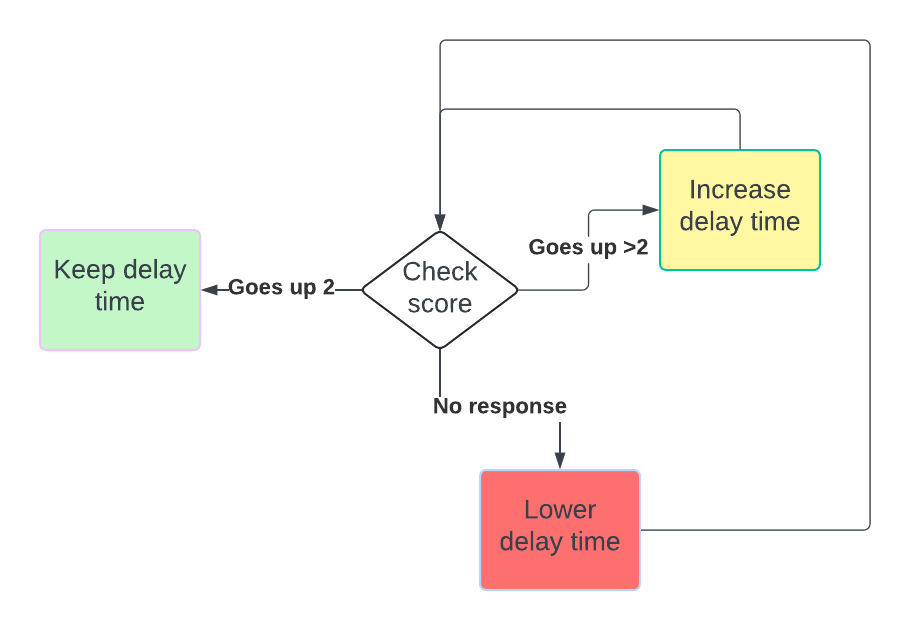 Increase
delay time
Goes up >2
Keep delay
time
Goes up 2
Check
score
No response
Lower
delay time